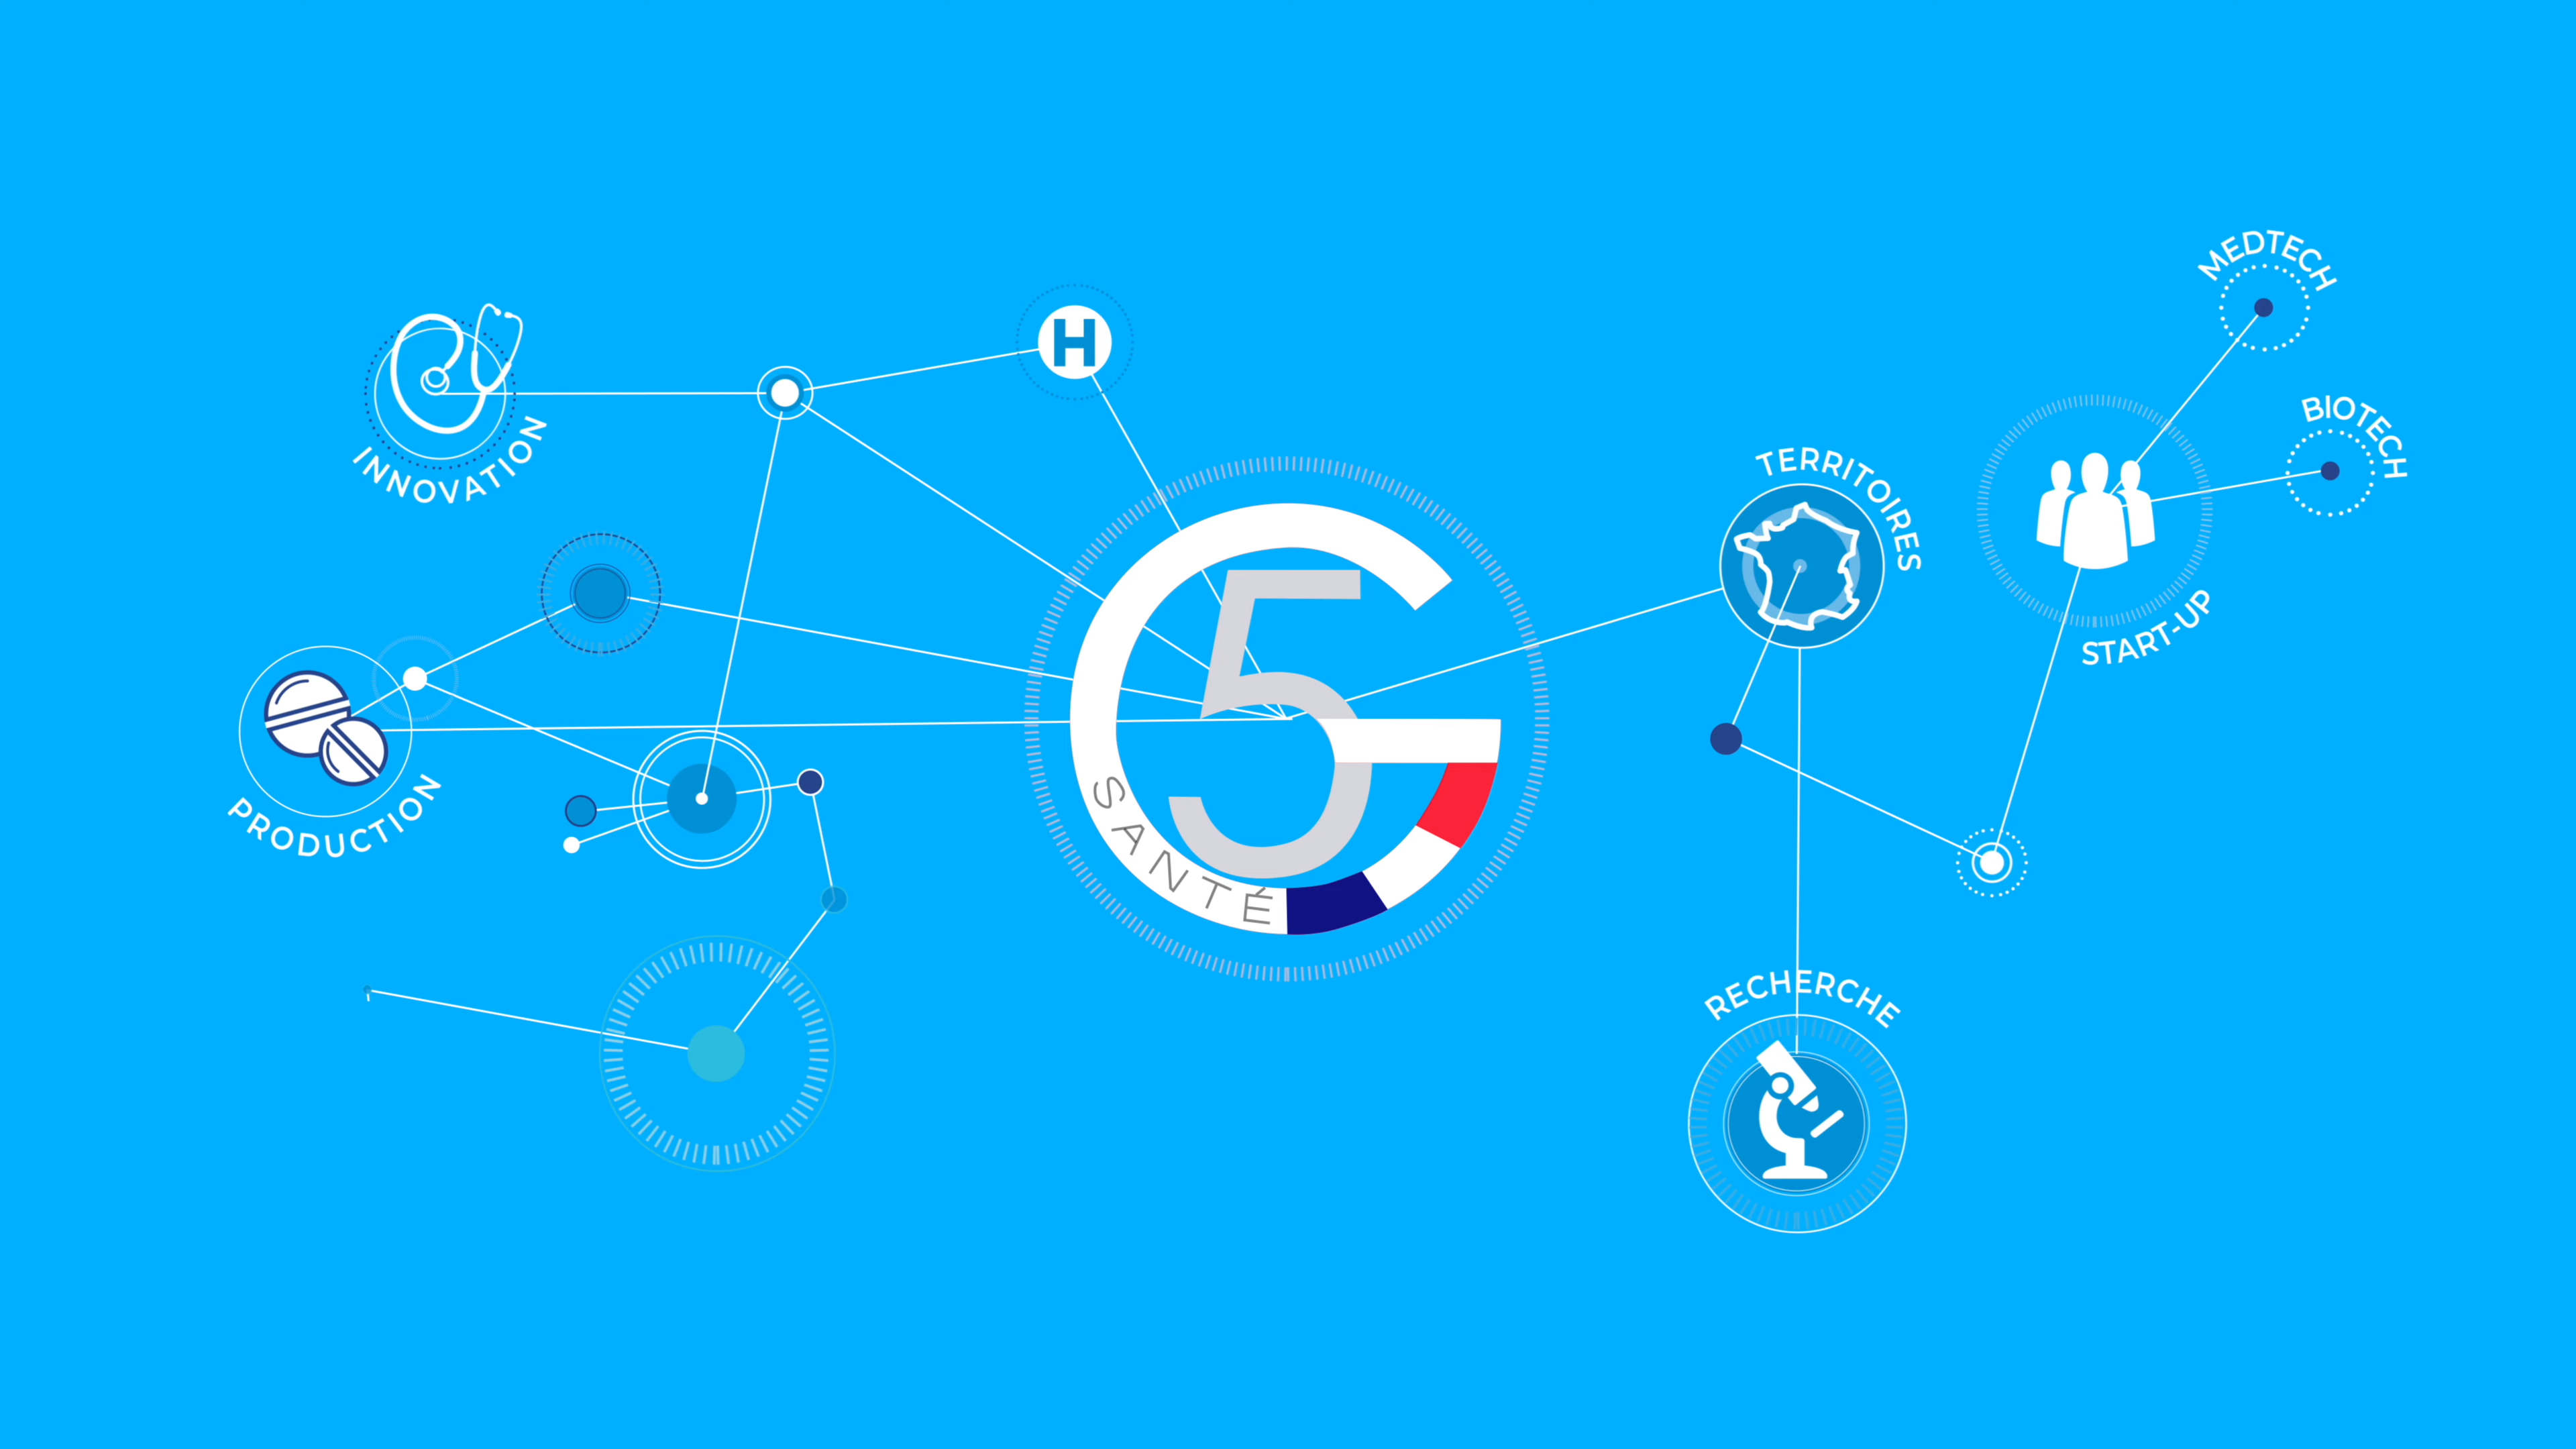 MEDTECH
BIOTECH
H
INNOVATION
TERRITOIRES
G5
SANTÉ
START-UP
PRODUCTION
RECHERCHE